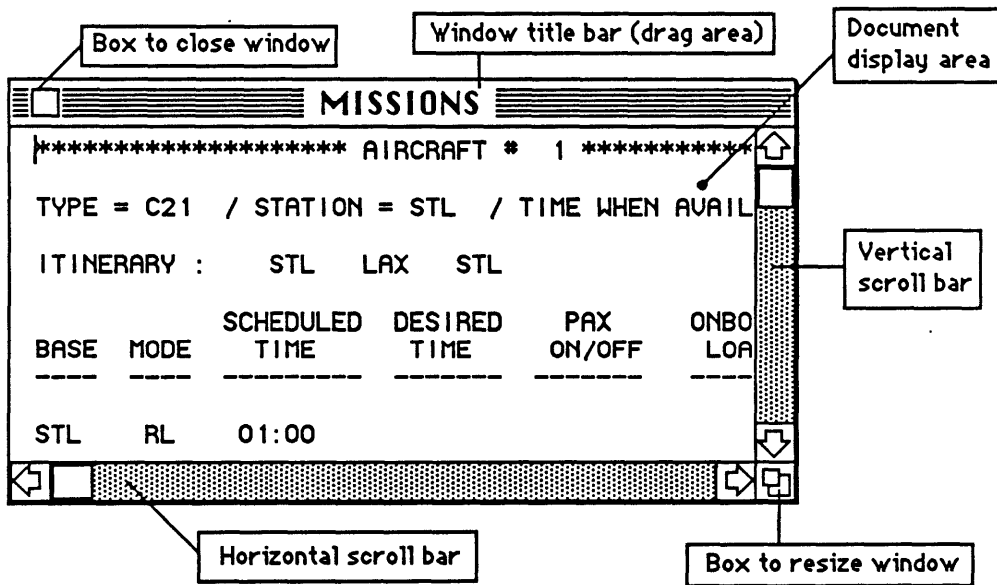 Box to close window
Window title bar (drag area)
Document
display area
MISSIONS
******************** AIRCRAFT # 1 ***********
TYPE = C21 / STATION = STL / TIME WHEN AVAIL
ITINERARY : STL LAX STL
SCHEDULED DESIRED PAX ONBO
BASE MODE TIME TIME ON/OFF LOA
---- ---- --------- ------- ------- ----
STL RL 01:00
Vertical
scroll bar
Horizontal scroll bar
Box to resize window